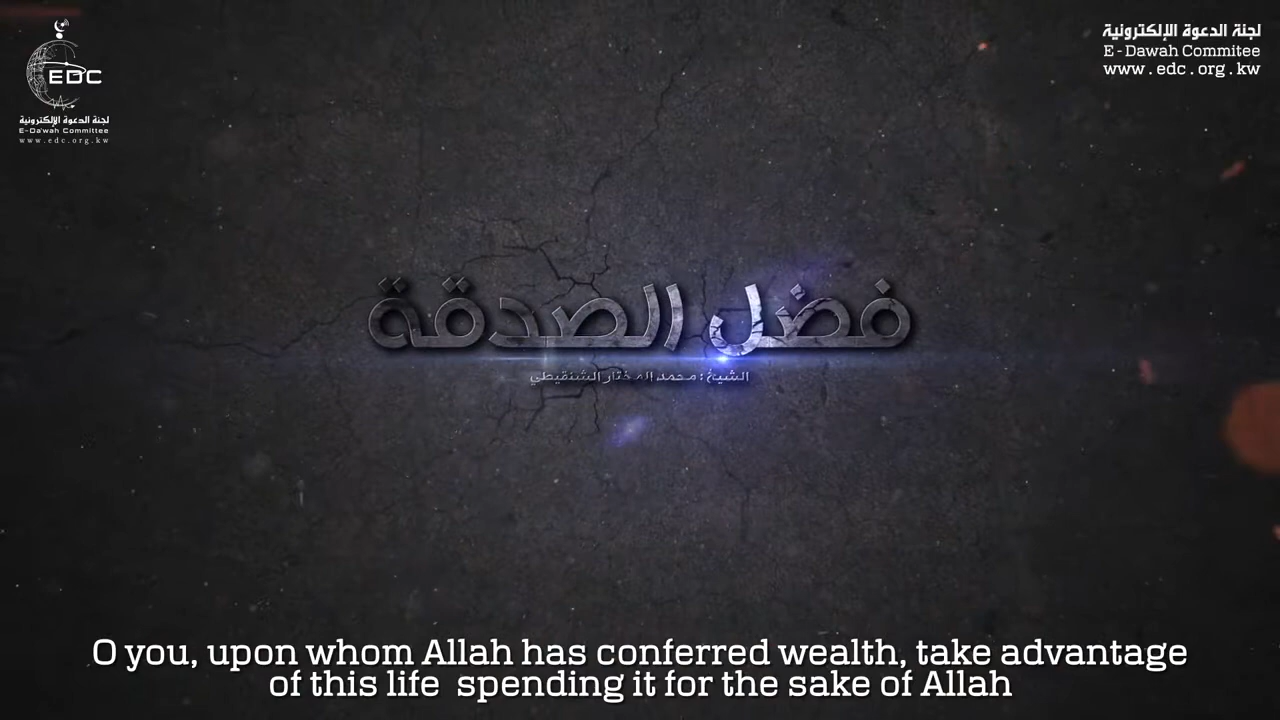 EDC
لجنة الدعوة الإلكترونية
E-Da'wah Committee
www.edc.org.kw
لجنة الدعوة الإلكترونية
E-Dawah Commitee
www.edc.org.kw
فضل الصدقة
الشيخ: محمد المختار الشنقيطي
O you, upon whom Allah has conferred wealth, take advantage
of this life spending it for the sake of Allah